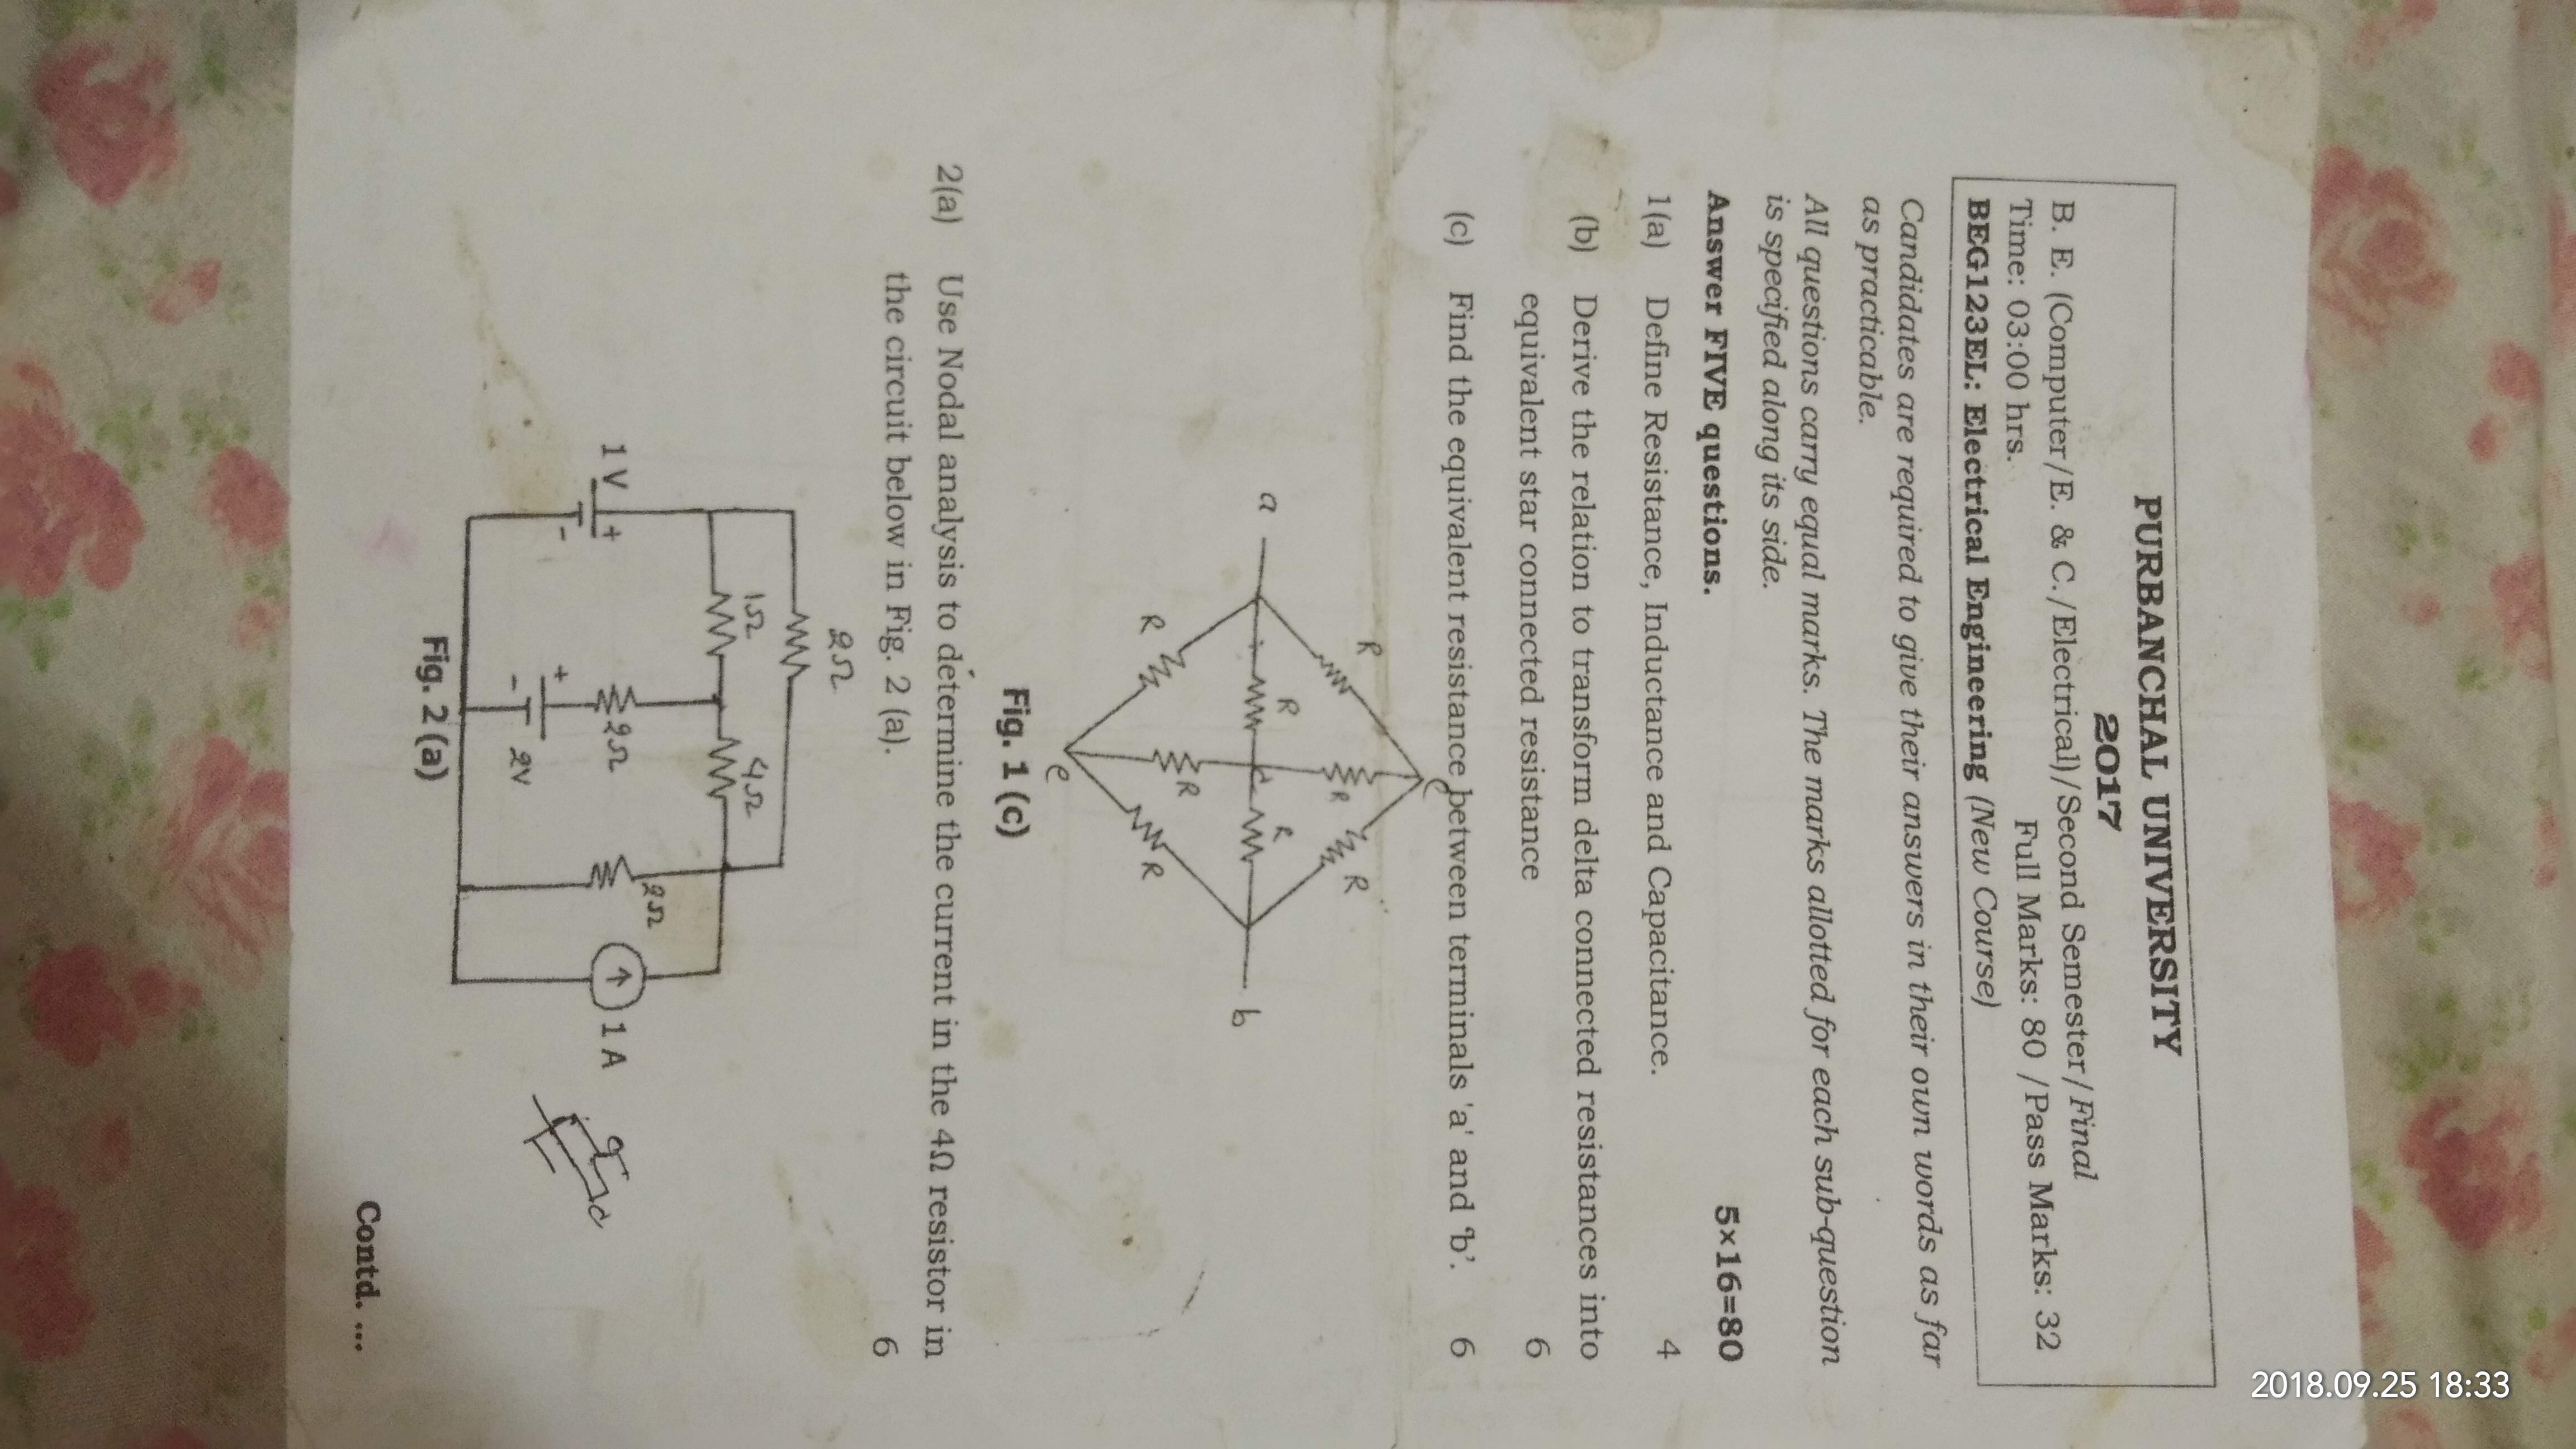 2018.09.25 18:33
PURBANCHAL UNIVERSITY
2017
B. E. (Computer/E. & C./Electrical)/Second Semester/Final
Time: 03:00 hrs. Full Marks: 80 /Pass Marks: 32
BEG123EL: Electrical Engineering (New Course)
Candidates are required to give their answers in their own words as far
as practicable.
All questions carry equal marks. The marks allotted for each sub-question
is specified along its side.
Answer FIVE questions. 5×16=80
1(a) Define Resistance, Inductance and Capacitance. 4
(b) Derive the relation to transform delta connected resistances into
equivalent star connected resistance 6
(c) Find the equivalent resistance between terminals 'a' and ‘b’. 6
c
R R R
R R
a b
R
R R
e
Fig. 1 (c)
2(a) Use Nodal analysis to determine the current in the 4Ω resistor in
the circuit below in Fig. 2 (a). 6
2Ω
1Ω 4Ω
2Ω
1 V + 2Ω 1 A
-
+
- 2V
Fig. 2 (a)
Contd. ...